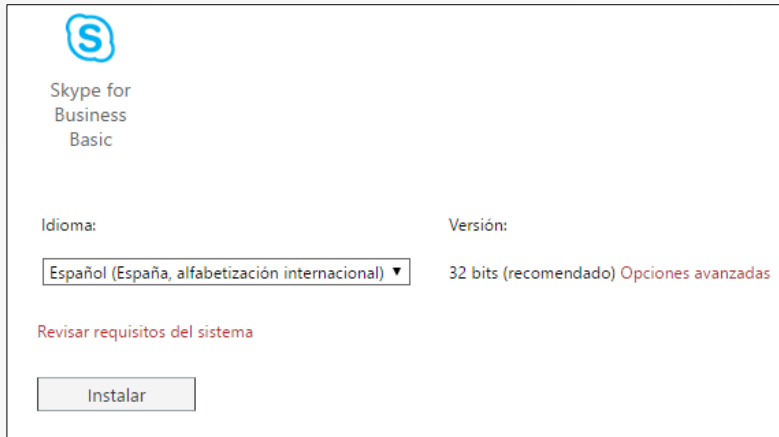 S
Skype for
Business
Basic
Idioma:
Versión:
Español (España, alfabetización internacional)
32 bits (recomendado) Opciones avanzadas
Revisar requisitos del sistema
Instalar